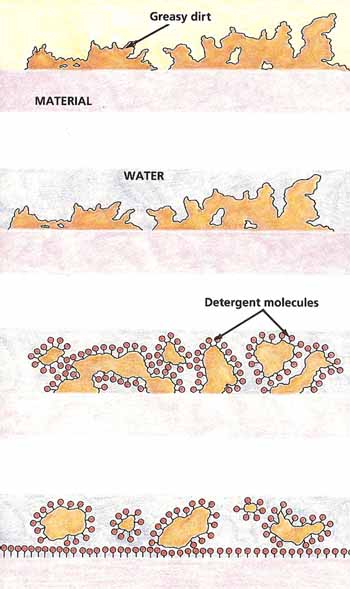 Greasy dirt
MATERIAL
WATER
Detergent molecules